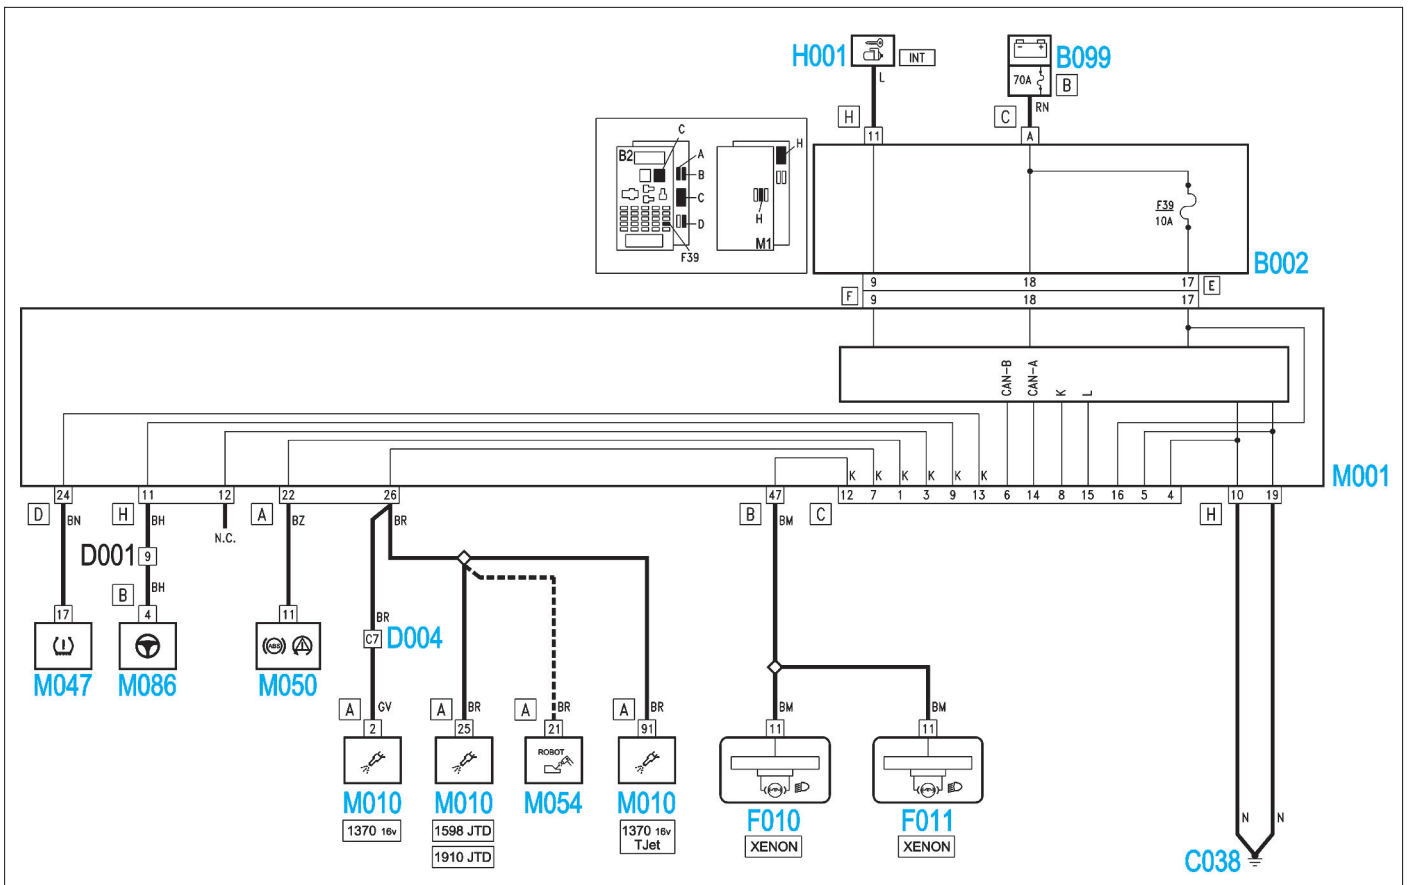 H001
INT
L
H
11
B099
70A
B
RN
C
A
C
B2
A
B
C
D
F39
H
H
M1
F39
10A
B002
9 18 17
E
F
9 18 17
CAN-B
CAN-A
K
L
M001
K K K K K K
24 11 12 22 26 47 12 7 1 3 9 13 6 14 8 15 16 5 4 10 19
D BN H BH N.C. A BZ BR B BM C H
D001 9
B BH
BR
C7 D004
17 4 11
ABS
M047 M086 M050
A GV A BR A BR A BR BM BM
2 25 21 91 11 11
ROBOT
M010 M010 M054 M010
F010 F011
1370 16v
1598 JTD
1910 JTD
1370 16v
TJet
XENON
XENON
N N
C038